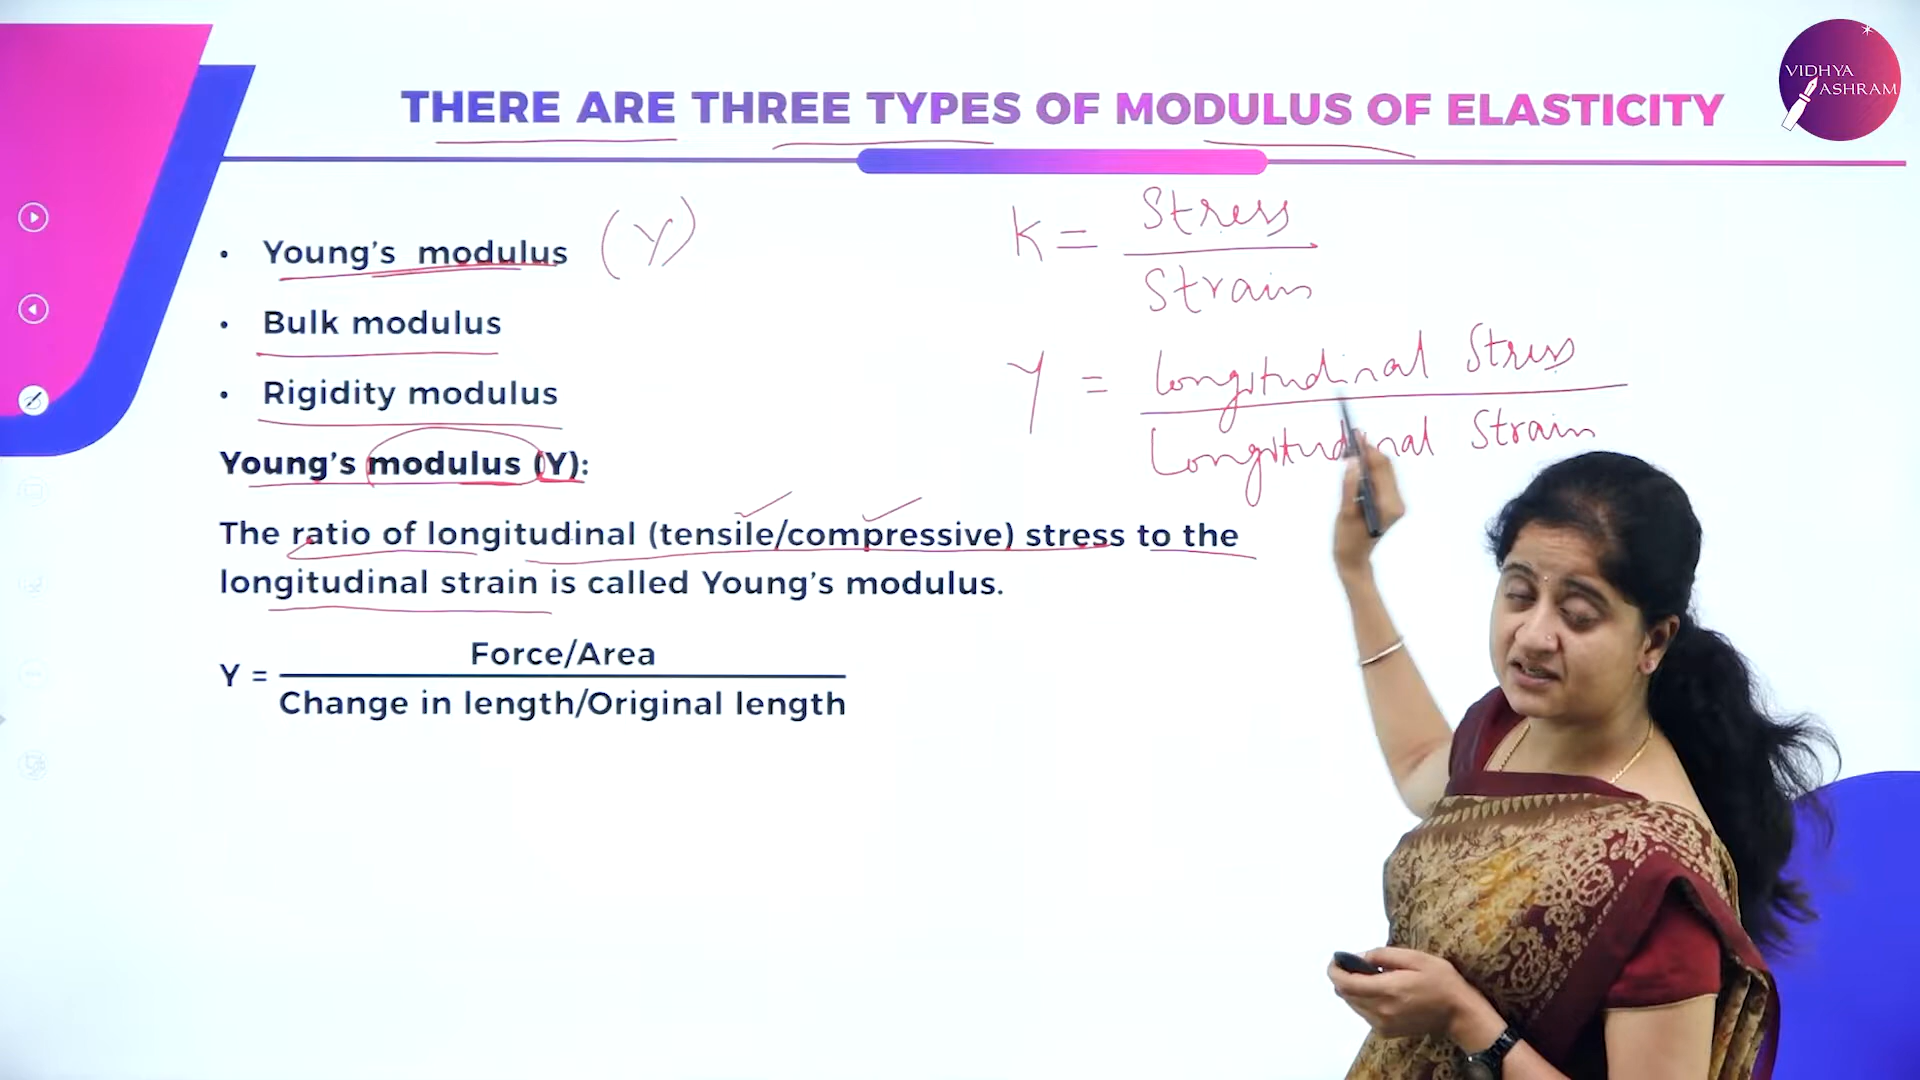 VIDHYA
ASHRAM
THERE ARE THREE TYPES OF MODULUS OF ELASTICITY
• Young's modulus (Y)
• Bulk modulus
• Rigidity modulus
K = Stress
Strain
Y = Longitudinal Stress
Longitudinal Strain
Young's modulus (Y):
The ratio of longitudinal (tensile/compressive) stress to the
longitudinal strain is called Young's modulus.
Force/Area
Y =
Change in length/Original length